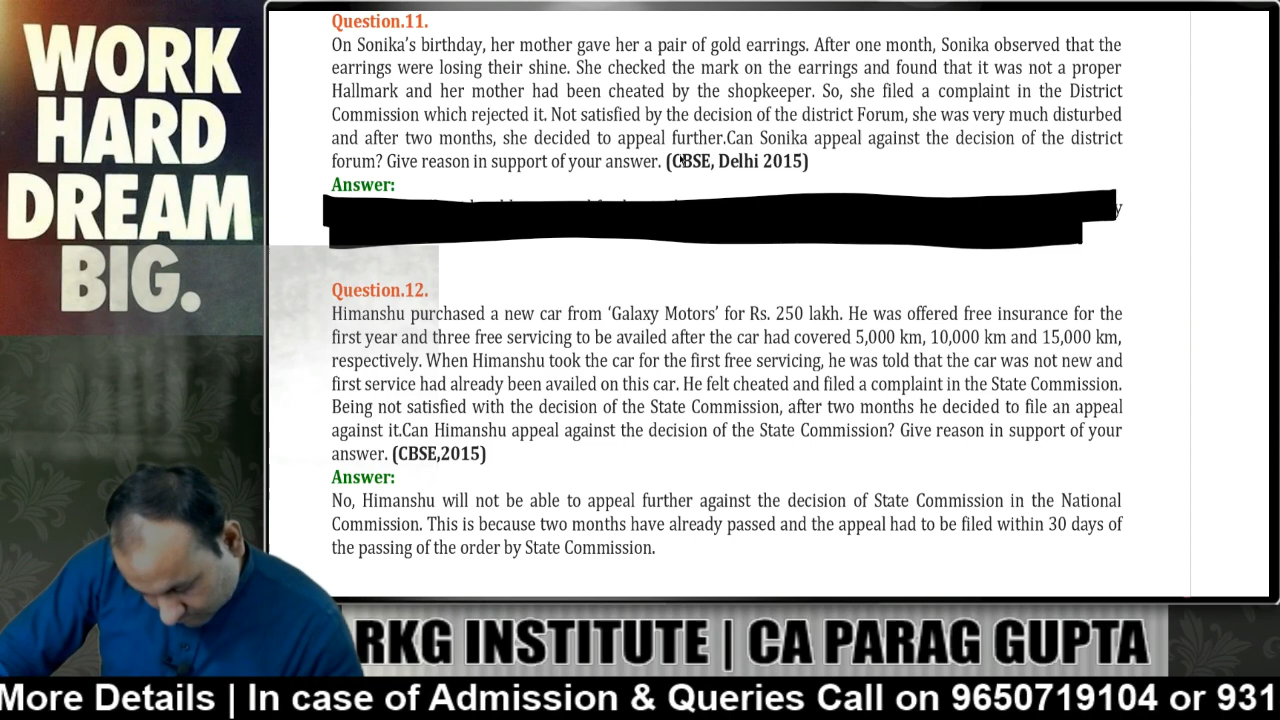 WORK
HARD
DREAM
BIG.
Question.11.
On Sonika’s birthday, her mother gave her a pair of gold earrings. After one month, Sonika observed that the
earrings were losing their shine. She checked the mark on the earrings and found that it was not a proper
Hallmark and her mother had been cheated by the shopkeeper. So, she filed a complaint in the District
Commission which rejected it. Not satisfied by the decision of the district Forum, she was very much disturbed
and after two months, she decided to appeal further.Can Sonika appeal against the decision of the district
forum? Give reason in support of your answer. (CBSE, Delhi 2015)
Answer:
Question.12.
Himanshu purchased a new car from ‘Galaxy Motors’ for Rs. 250 lakh. He was offered free insurance for the
first year and three free servicing to be availed after the car had covered 5,000 km, 10,000 km and 15,000 km,
respectively. When Himanshu took the car for the first free servicing, he was told that the car was not new and
first service had already been availed on this car. He felt cheated and filed a complaint in the State Commission.
Being not satisfied with the decision of the State Commission, after two months he decided to file an appeal
against it.Can Himanshu appeal against the decision of the State Commission? Give reason in support of your
answer. (CBSE,2015)
Answer:
No, Himanshu will not be able to appeal further against the decision of State Commission in the National
Commission. This is because two months have already passed and the appeal had to be filed within 30 days of
the passing of the order by State Commission.
RKG INSTITUTE | CA PARAG GUPTA
More Details | In case of Admission & Queries Call on 9650719104 or 931